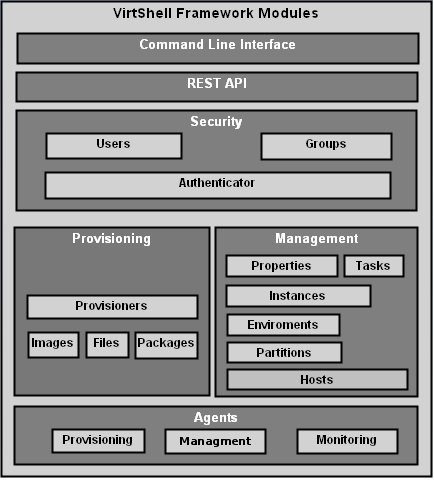 VirtShell Framework Modules
Command Line Interface
REST API
Security
Users Groups
Authenticator
Provisioning
Provisioners
Images Files Packages
Management
Properties Tasks
Instances
Enviroments
Partitions
Hosts
Agents
Provisioning Managment Monitoring